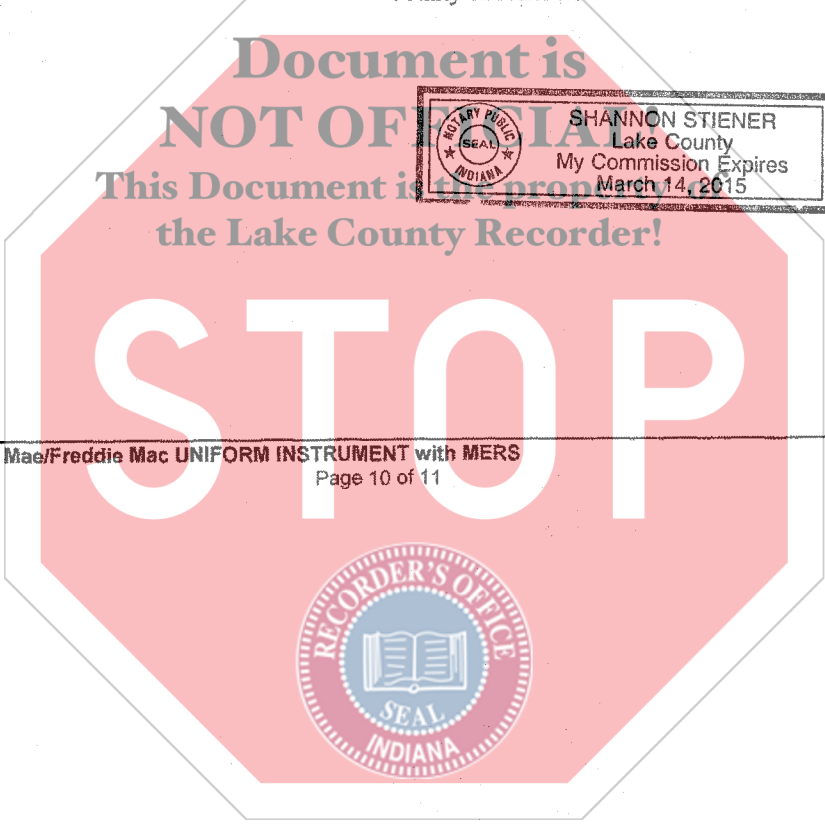 Document is
NOT OFFICIAL!
This Document is the property of
the Lake County Recorder!
NOTARY PUBLIC
SEAL
INDIANA
SHANNON STIENER
Lake County
My Commission Expires
March 14, 2015
STOP
Mae/Freddie Mac UNIFORM INSTRUMENT with MERS
Page 10 of 11
RECORDER'S OFFICE
SEAL
INDIANA